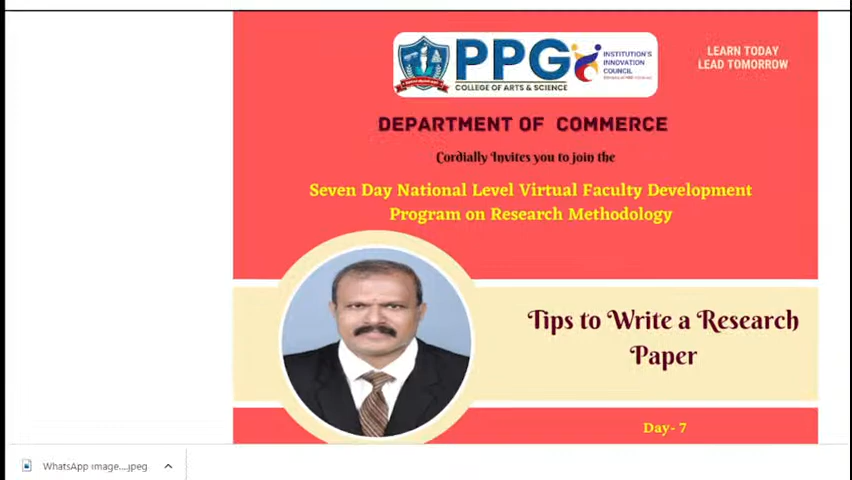 PPG
COLLEGE OF ARTS & SCIENCE
INSTITUTION'S
INNOVATION
COUNCIL
LEARN TODAY
LEAD TOMORROW
DEPARTMENT OF COMMERCE
Cordially Invites you to join the
Seven Day National Level Virtual Faculty Development
Program on Research Methodology
Tips to Write a Research
Paper
Day- 7
WhatsApp Image....jpeg